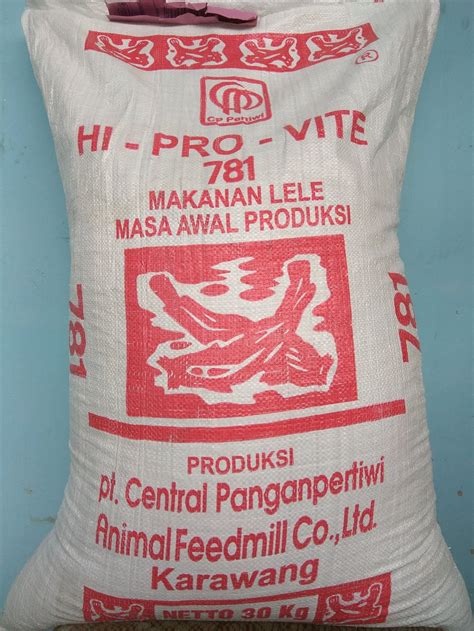 ®
Cp Pertiwi
HI - PRO - VITE
781
MAKANAN LELE
MASA AWAL PRODUKSI
781
781
PRODUKSI
pt. Central Panganpertiwi
Animal Feedmill Co., Ltd.
Karawang
NETTO 30 Kg